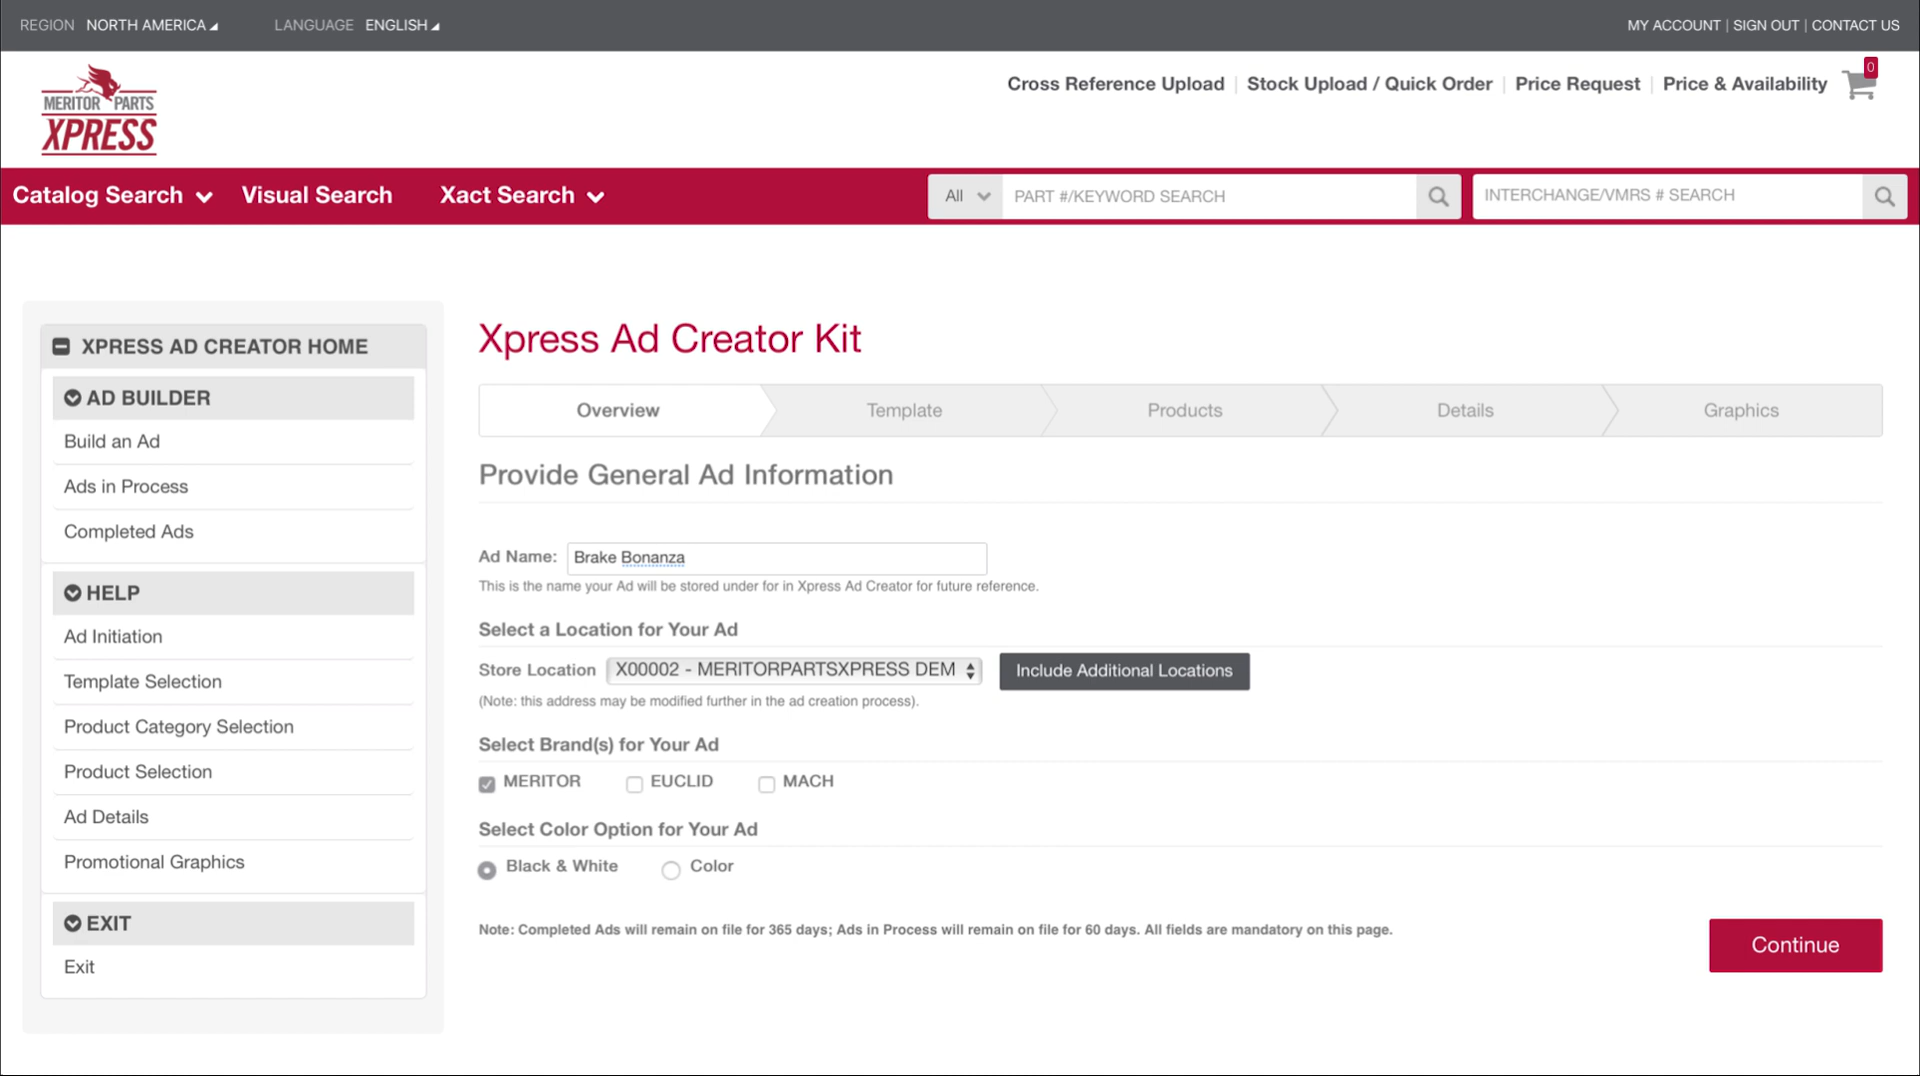 REGION NORTH AMERICA LANGUAGE ENGLISH MY ACCOUNT | SIGN OUT | CONTACT US
MERITOR PARTS
XPRESS
Cross Reference Upload | Stock Upload / Quick Order | Price Request | Price & Availability 0
Catalog Search Visual Search Xact Search All PART #/KEYWORD SEARCH INTERCHANGE/VMRS # SEARCH
XPRESS AD CREATOR HOME
AD BUILDER
Build an Ad
Ads in Process
Completed Ads
HELP
Ad Initiation
Template Selection
Product Category Selection
Product Selection
Ad Details
Promotional Graphics
EXIT
Exit
Xpress Ad Creator Kit
Overview Template Products Details Graphics
Provide General Ad Information
Ad Name: Brake Bonanza
This is the name your Ad will be stored under for in Xpress Ad Creator for future reference.
Select a Location for Your Ad
Store Location X00002 - MERITORPARTSXPRESS DEM Include Additional Locations
(Note: this address may be modified further in the ad creation process).
Select Brand(s) for Your Ad
MERITOR EUCLID MACH
Select Color Option for Your Ad
Black & White Color
Note: Completed Ads will remain on file for 365 days; Ads in Process will remain on file for 60 days. All fields are mandatory on this page.
Continue